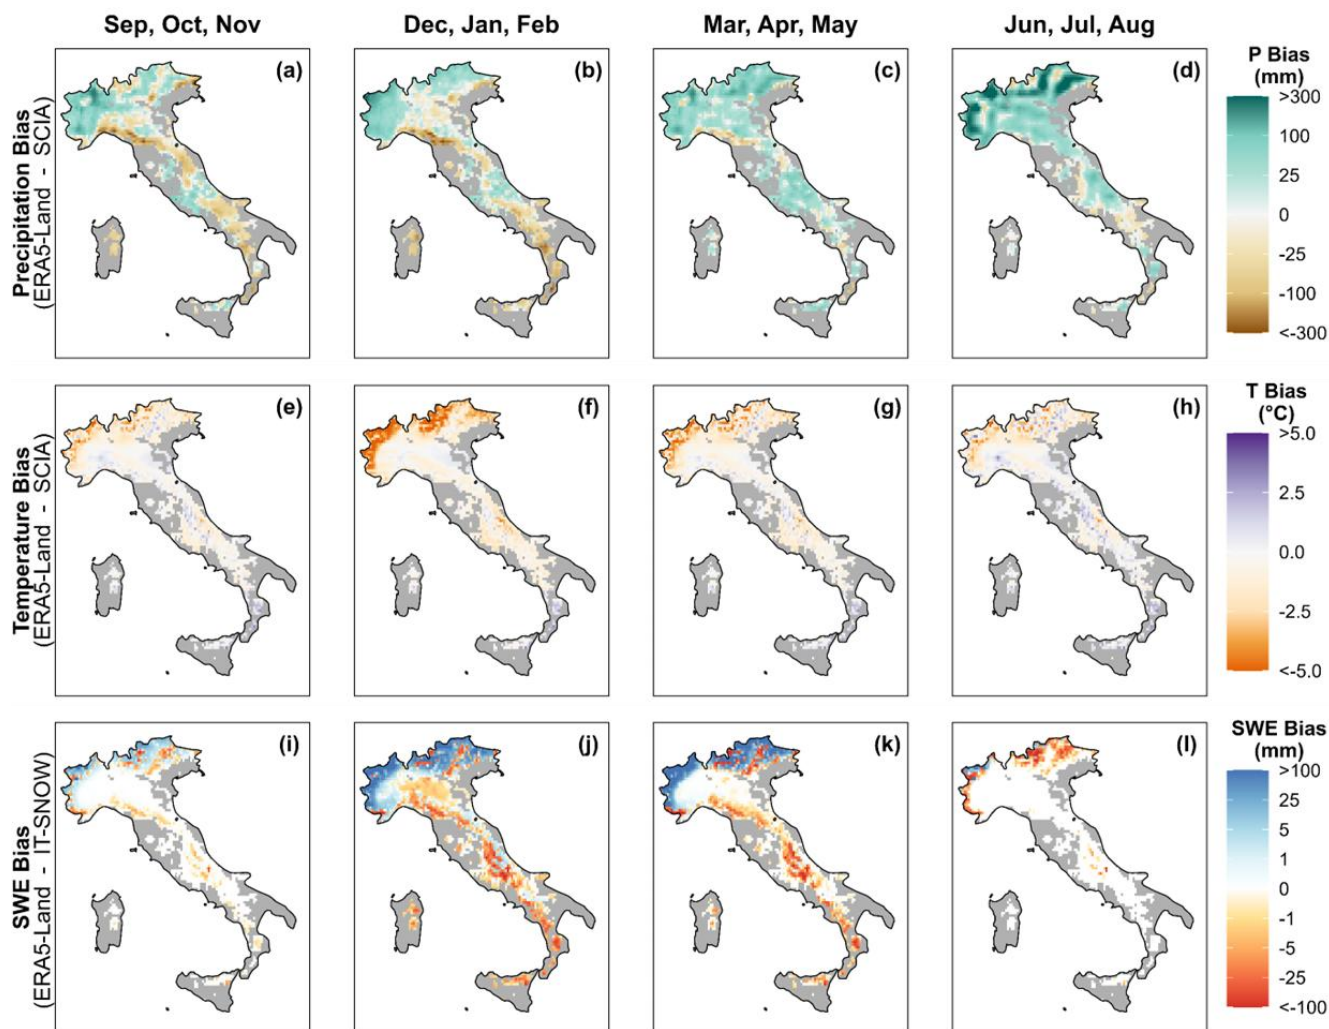 Sep, Oct, Nov
Dec, Jan, Feb
Mar, Apr, May
Jun, Jul, Aug
Precipitation Bias
(ERA5-Land - SCIA)
(a)
(b)
(c)
(d)
P Bias
(mm)
>300
100
25
0
-25
-100
<-300
Temperature Bias
(ERA5-Land - SCIA)
(e)
(f)
(g)
(h)
T Bias
(°C)
>5.0
2.5
0.0
-2.5
<-5.0
SWE Bias
(ERA5-Land - IT-SNOW)
(i)
(j)
(k)
(l)
SWE Bias
(mm)
>100
25
5
1
0
-1
-5
-25
<-100